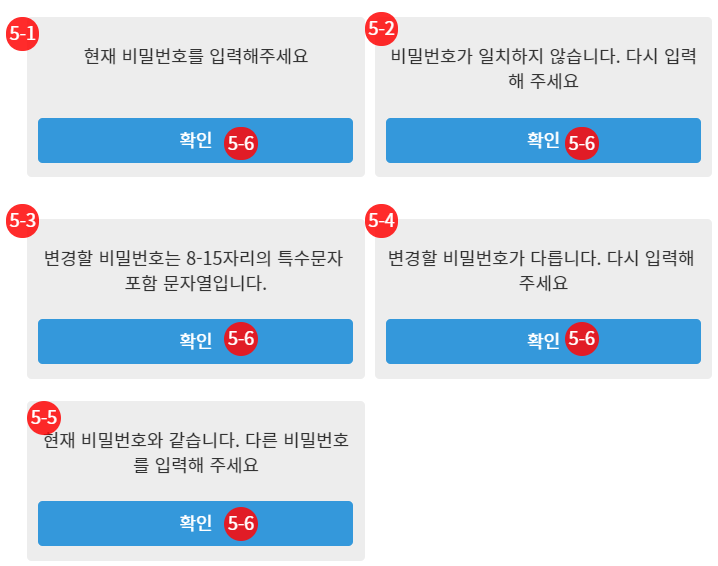 5-1
현재 비밀번호를 입력해주세요
확인 5-6
5-2
비밀번호가 일치하지 않습니다. 다시 입력
해 주세요
확인 5-6
5-3
변경할 비밀번호는 8-15자리의 특수문자
포함 문자열입니다.
확인 5-6
5-4
변경할 비밀번호가 다릅니다. 다시 입력해
주세요
확인 5-6
5-5
현재 비밀번호와 같습니다. 다른 비밀번호
를 입력해 주세요
확인 5-6